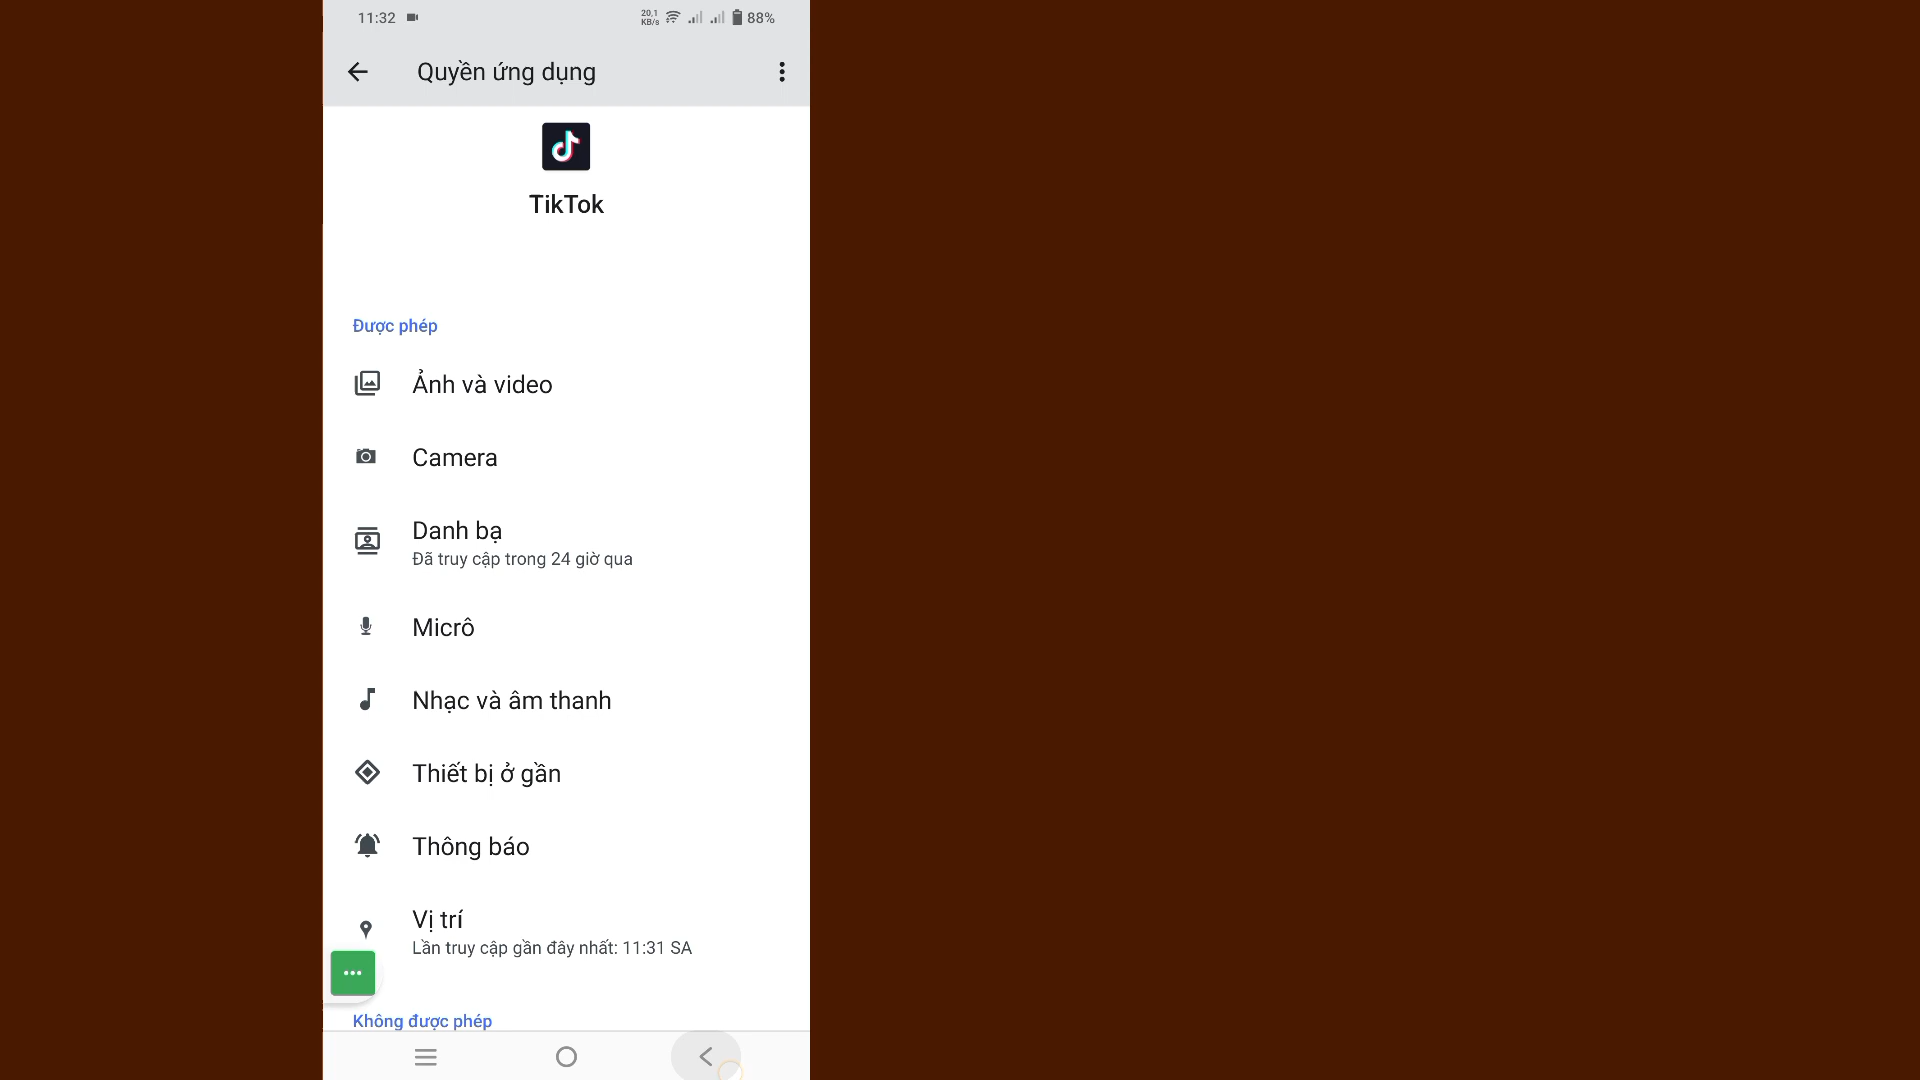 11:32
20,1
KB/s
88%
Quyền ứng dụng
TikTok
Được phép
Ảnh và video
Camera
Danh bạ
Đã truy cập trong 24 giờ qua
Micrô
Nhạc và âm thanh
Thiết bị ở gần
Thông báo
Vị trí
Lần truy cập gần đây nhất: 11:31 SA
Không được phép